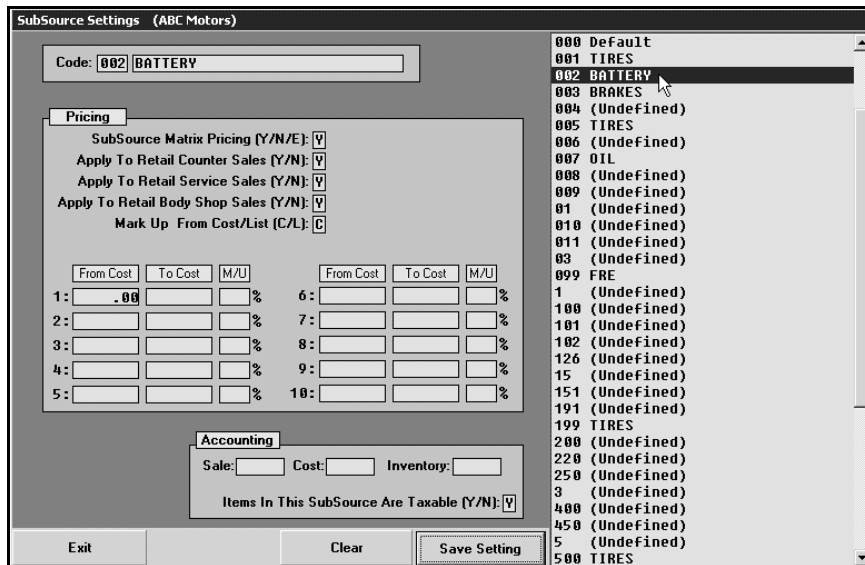 SubSource Settings (ABC Motors)
Code: 002 BATTERY
Pricing
SubSource Matrix Pricing (Y/N/E): Y
Apply To Retail Counter Sales (Y/N): Y
Apply To Retail Service Sales (Y/N): Y
Apply To Retail Body Shop Sales (Y/N): Y
Mark Up From Cost/List (C/L): C
From Cost To Cost M/U From Cost To Cost M/U
1: .00 % 6: %
2: % 7: %
3: % 8: %
4: % 9: %
5: % 10: %
Accounting
Sale: Cost: Inventory:
Items In This SubSource Are Taxable (Y/N): Y
Exit Clear Save Setting
000 Default
001 TIRES
002 BATTERY
003 BRAKES
004 (Undefined)
005 TIRES
006 (Undefined)
007 OIL
008 (Undefined)
009 (Undefined)
01 (Undefined)
010 (Undefined)
011 (Undefined)
03 (Undefined)
099 FRE
1 (Undefined)
100 (Undefined)
101 (Undefined)
102 (Undefined)
126 (Undefined)
15 (Undefined)
151 (Undefined)
191 (Undefined)
199 TIRES
200 (Undefined)
220 (Undefined)
250 (Undefined)
3 (Undefined)
400 (Undefined)
450 (Undefined)
5 (Undefined)
500 TIRES